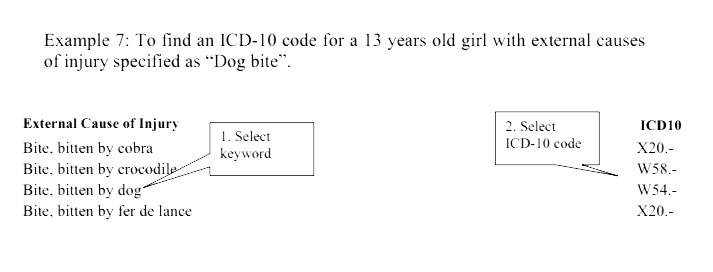 Example 7: To find an ICD-10 code for a 13 years old girl with external causes
of injury specified as “Dog bite”.
External Cause of Injury
1. Select
keyword
2. Select
ICD-10 code
ICD10
Bite, bitten by cobra X20.-
Bite, bitten by crocodile W58.-
Bite, bitten by dog W54.-
Bite, bitten by fer de lance X20.-